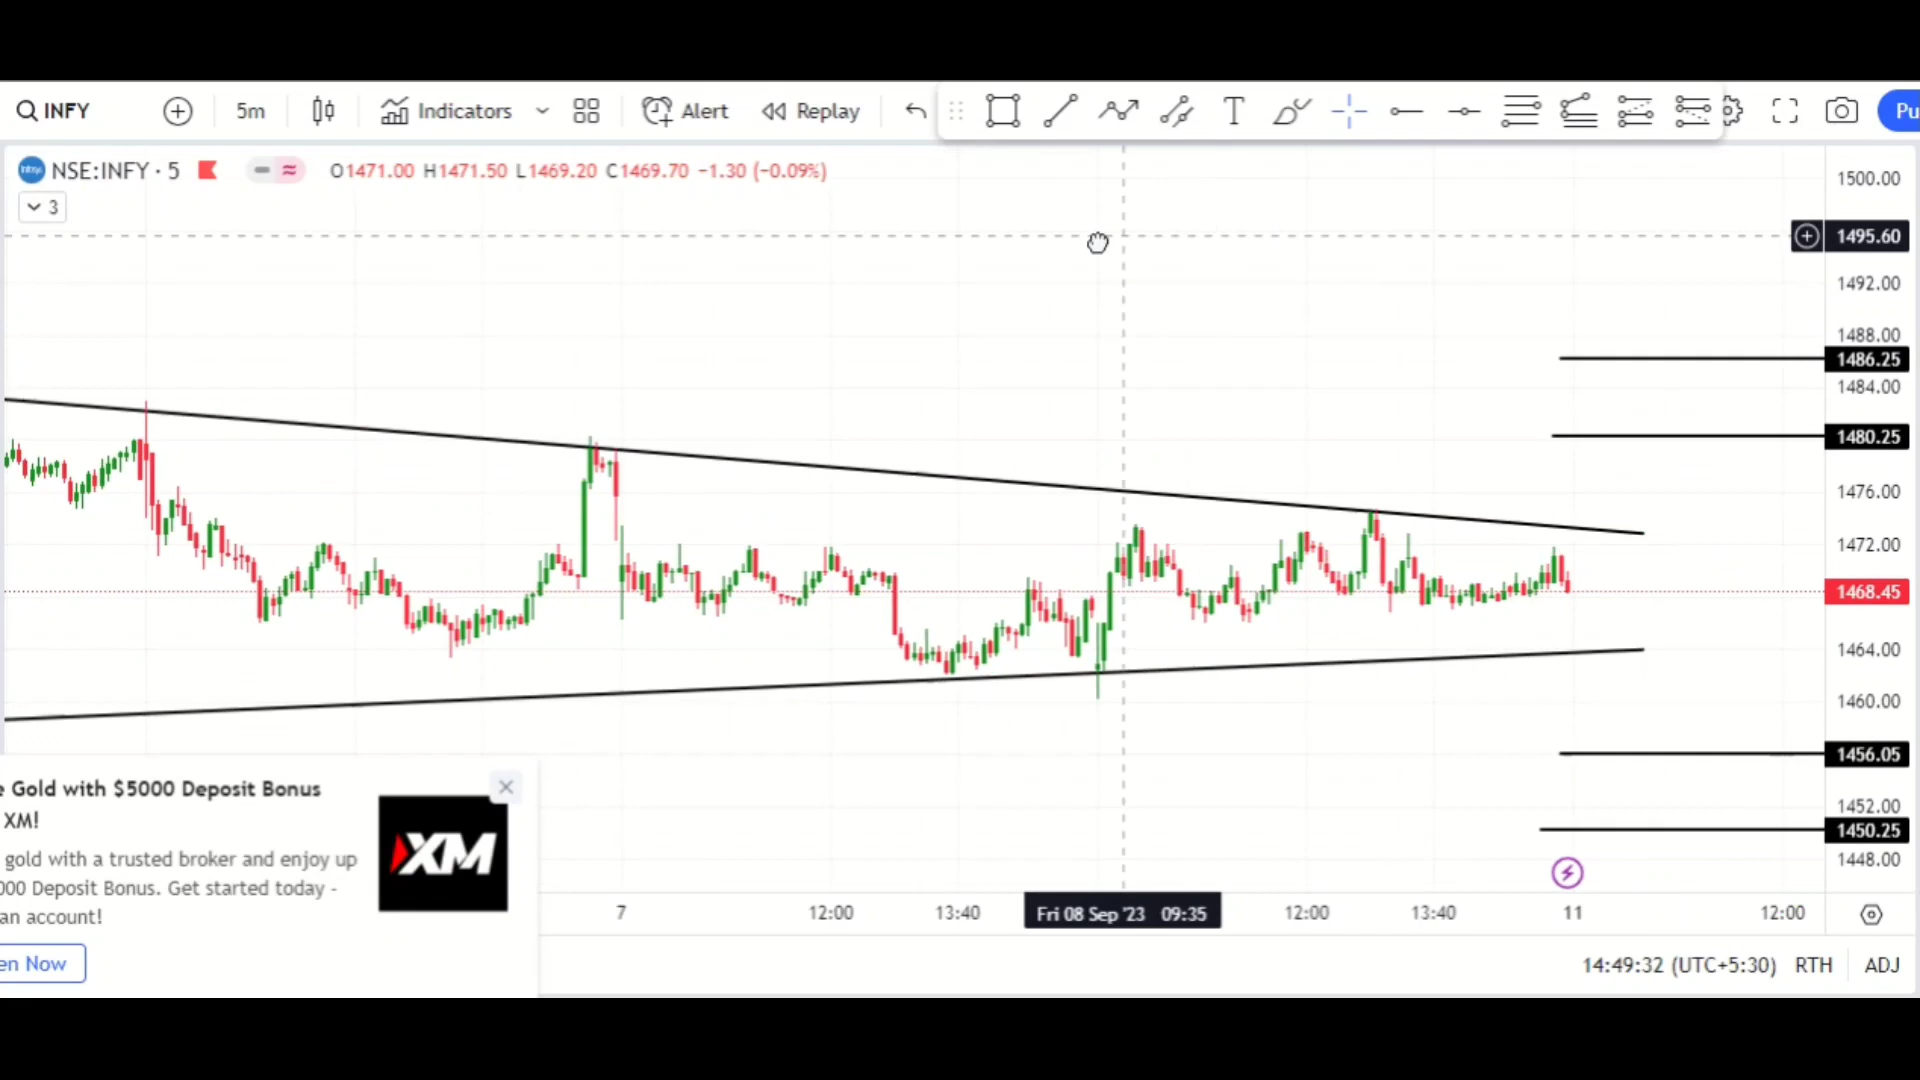 INFY
5m
Indicators
Alert
Replay
Pu
NSE:INFY · 5
O1471.00 H1471.50 L1469.20 C1469.70 −1.30 (−0.09%)
3
1500.00
1495.60
1492.00
1488.00
1486.25
1484.00
1480.25
1476.00
1472.00
1468.45
1464.00
1460.00
1456.05
1452.00
1450.25
1448.00
e Gold with $5000 Deposit Bonus
XM!
gold with a trusted broker and enjoy up
000 Deposit Bonus. Get started today -
an account!
en Now
XM
7
12:00
13:40
Fri 08 Sep '23 09:35
12:00
13:40
11
12:00
14:49:32 (UTC+5:30)
RTH
ADJ